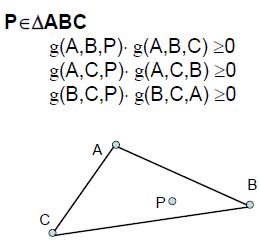 P∈ΔABC
g(A,B,P)· g(A,B,C) ≥0
g(A,C,P)· g(A,C,B) ≥0
g(B,C,P)· g(B,C,A) ≥0
A
B
P
C